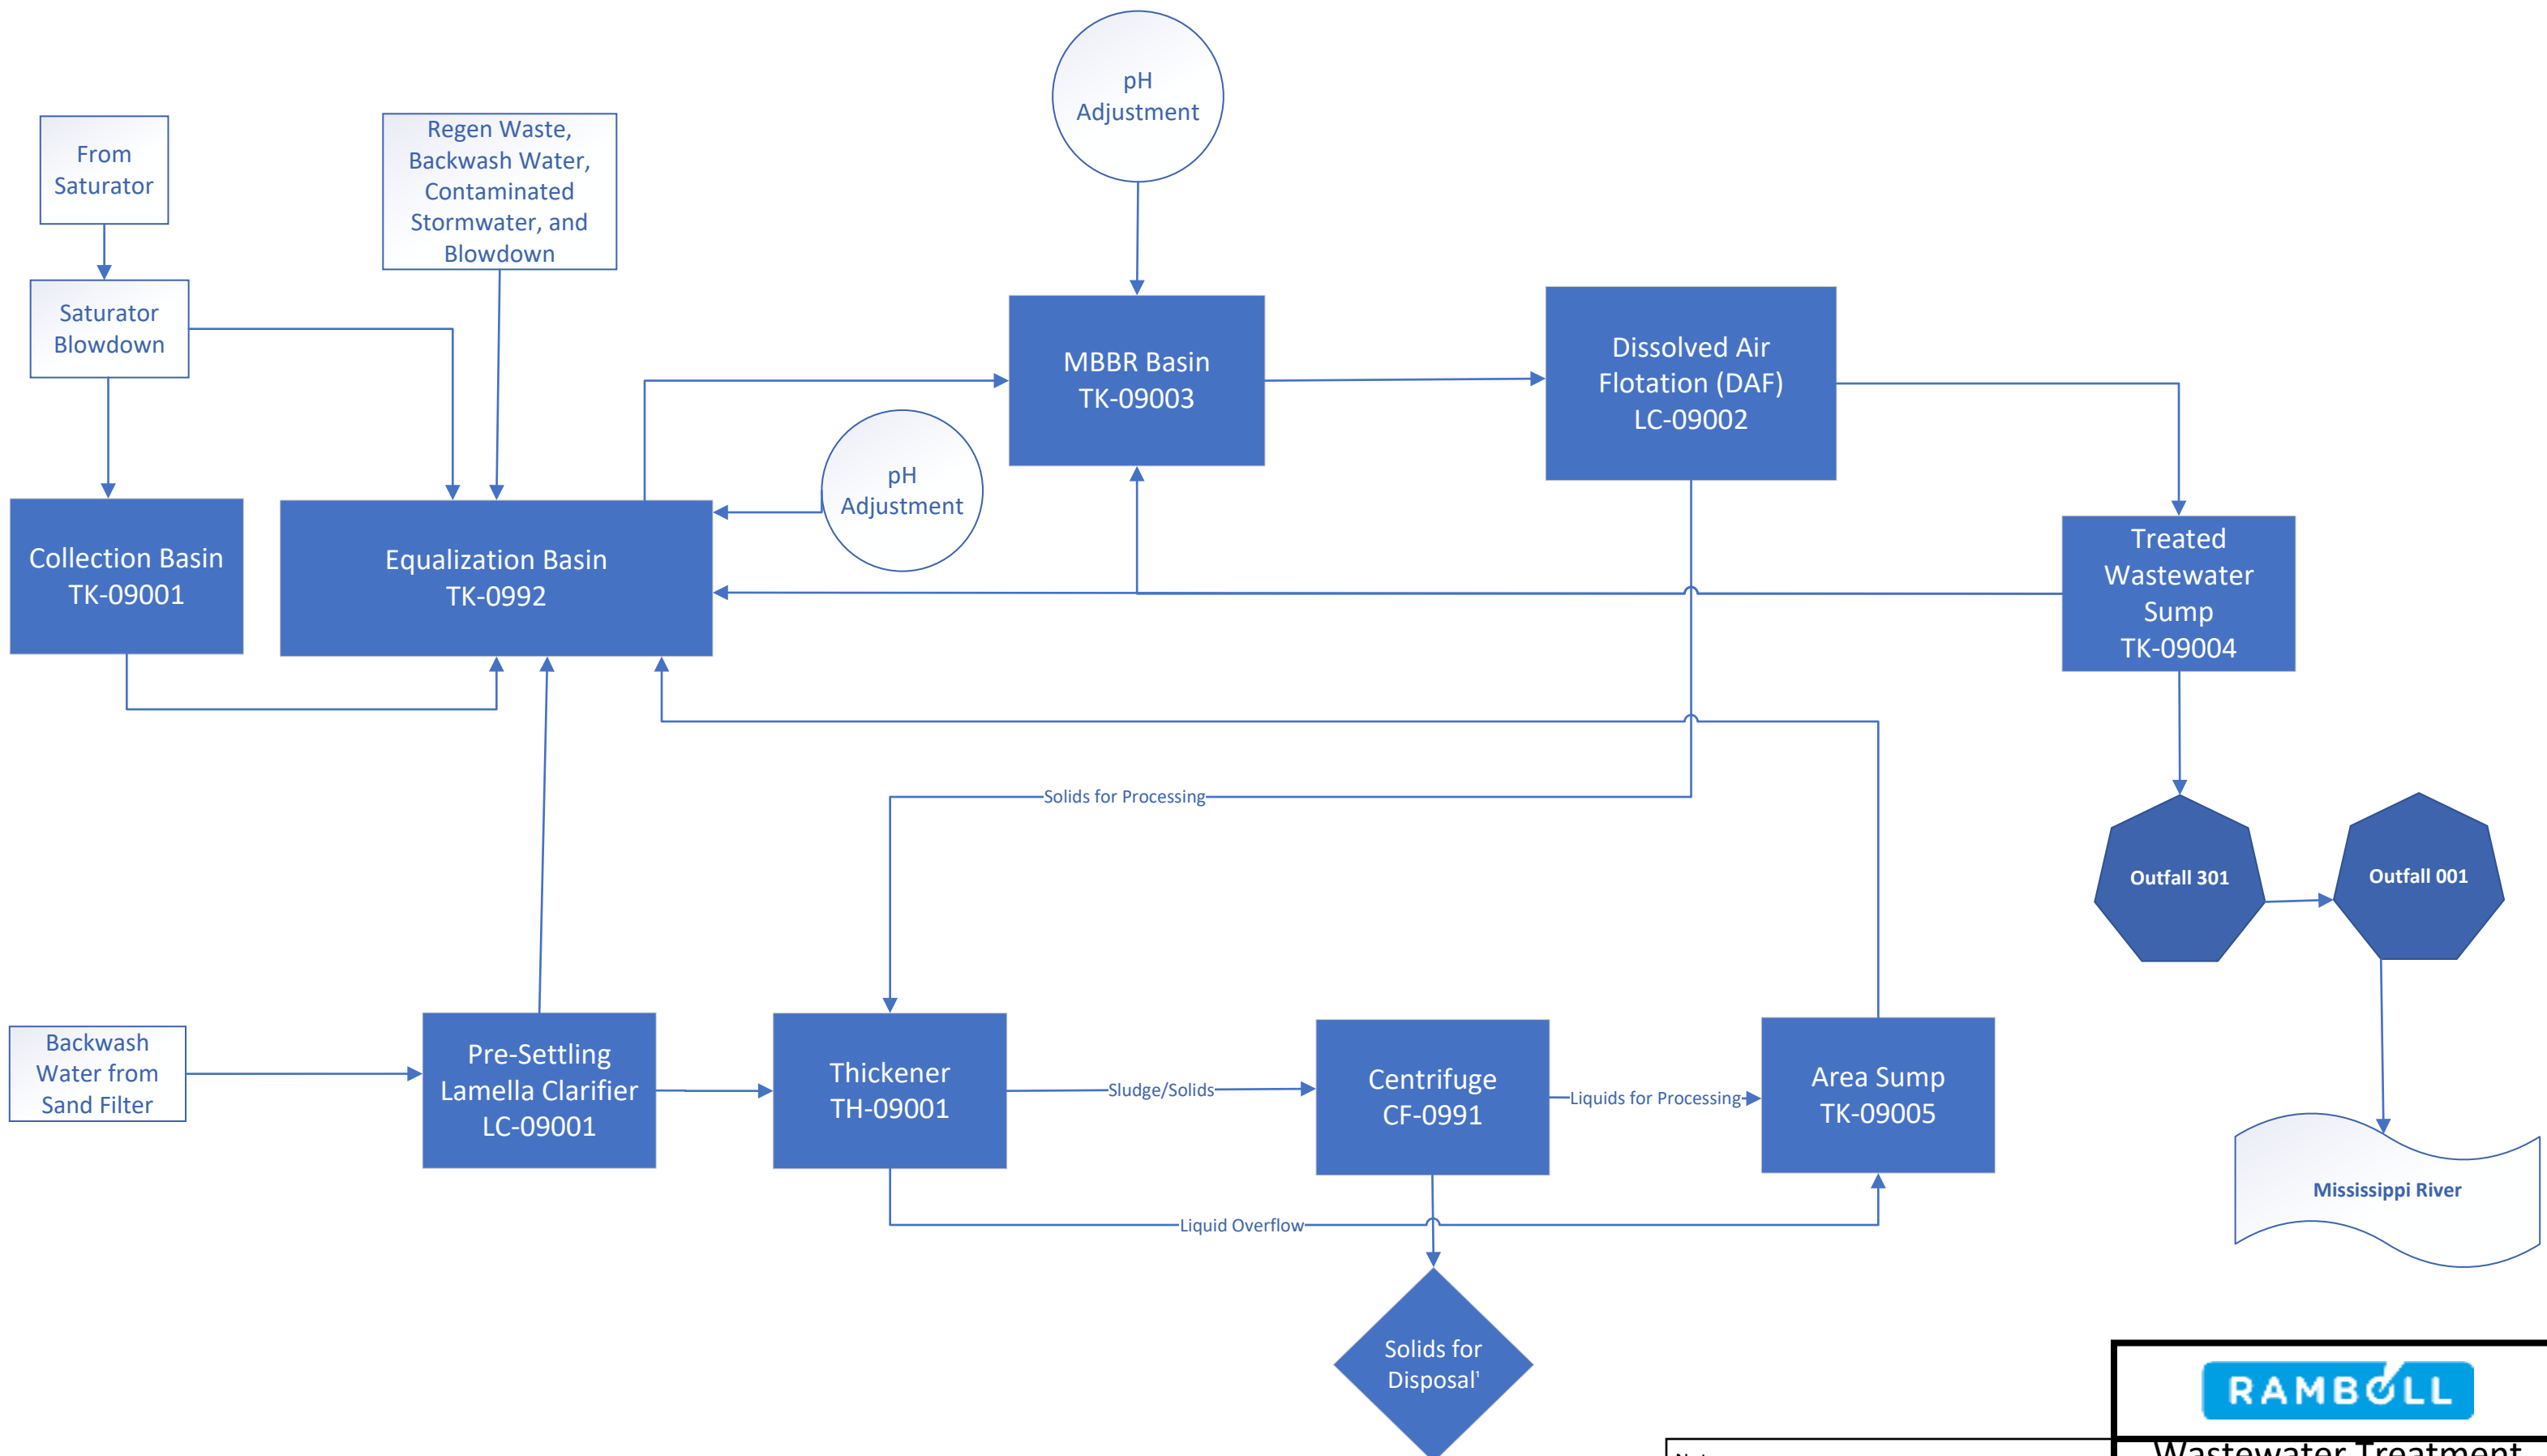 pH
Adjustment
From
Saturator
Regen Waste,
Backwash Water,
Contaminated
Stormwater, and
Blowdown
Saturator
Blowdown
MBBR Basin
TK-09003
Dissolved Air
Flotation (DAF)
LC-09002
pH
Adjustment
Collection Basin
TK-09001
Equalization Basin
TK-0992
Treated
Wastewater
Sump
TK-09004
Solids for Processing
Outfall 301
Outfall 001
Backwash
Water from
Sand Filter
Pre-Settling
Lamella Clarifier
LC-09001
Thickener
TH-09001
Sludge/Solids
Centrifuge
CF-0991
Liquids for Processing
Area Sump
TK-09005
Liquid Overflow
Mississippi River
Solids for
Disposal¹
RAMBOLL
Wastewater Treatment